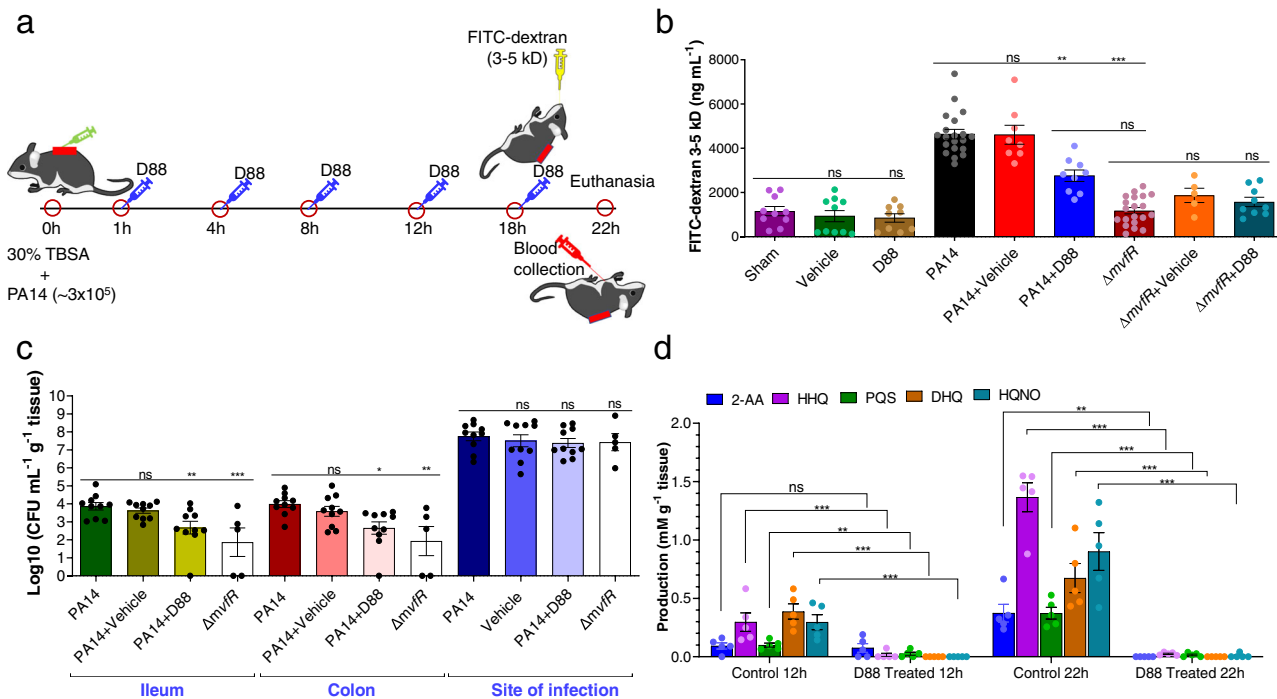 a
FITC-dextran
(3-5 kD)
D88
D88
D88
D88
D88
Euthanasia
0h
1h
4h
8h
12h
18h
22h
30% TBSA
+
PA14 (~3x10⁵)
Blood
collection
b
FITC-dextran 3-5 kD (ng mL⁻¹)
8000
6000
4000
2000
0
ns
**
***
ns
ns
ns
ns
ns
Sham
Vehicle
D88
PA14
PA14+Vehicle
PA14+D88
ΔmvfR
ΔmvfR+Vehicle
ΔmvfR+D88
c
Log10 (CFU mL⁻¹ g⁻¹ tissue)
10
9
8
7
6
5
4
3
2
1
0
ns
**
***
ns
*
**
ns
ns
ns
PA14
PA14+Vehicle
PA14+D88
ΔmvfR
PA14
PA14+Vehicle
PA14+D88
ΔmvfR
PA14
Vehicle
PA14+D88
ΔmvfR
Ileum
Colon
Site of infection
d
2-AA
HHQ
PQS
DHQ
HQNO
Production (mM g⁻¹ tissue)
2.0
1.5
1.0
0.5
0.0
ns
***
**
***
***
**
***
***
***
***
Control 12h
D88 Treated 12h
Control 22h
D88 Treated 22h